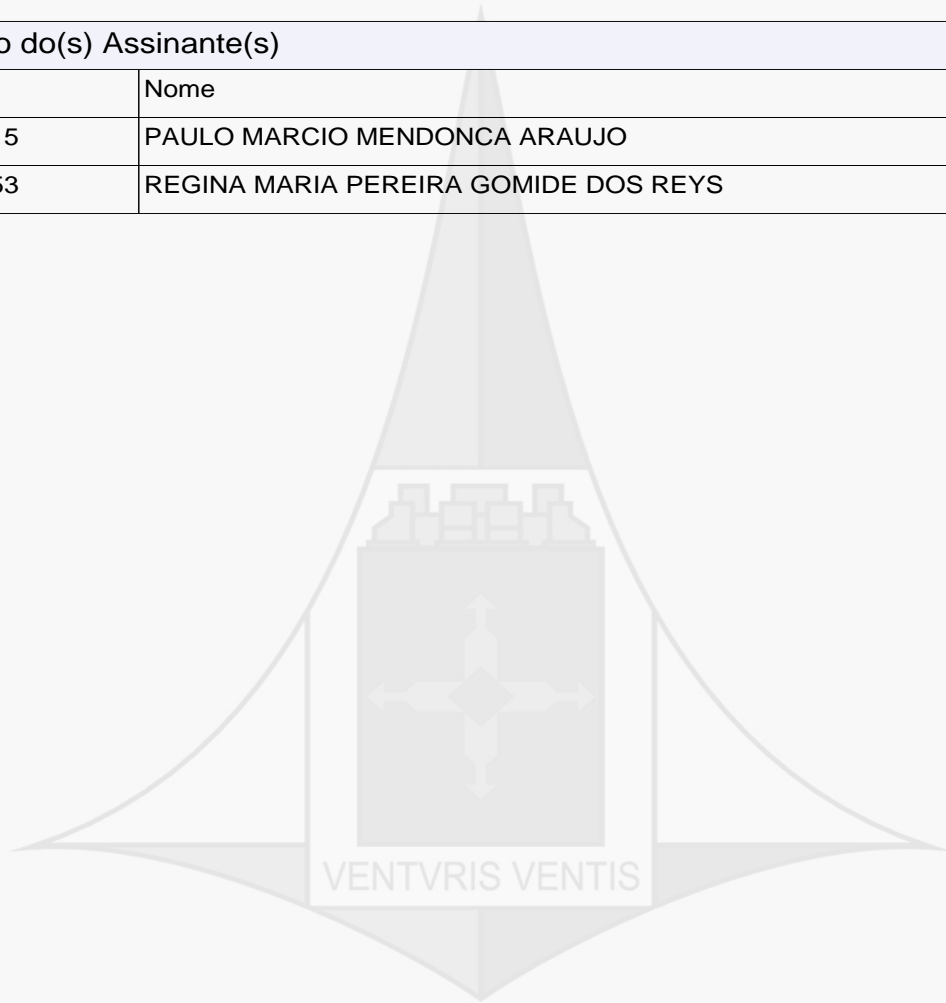 o do(s) Assinante(s)
Nome
5 PAULO MARCIO MENDONCA ARAUJO
53 REGINA MARIA PEREIRA GOMIDE DOS REYS
VENTVRIS VENTIS